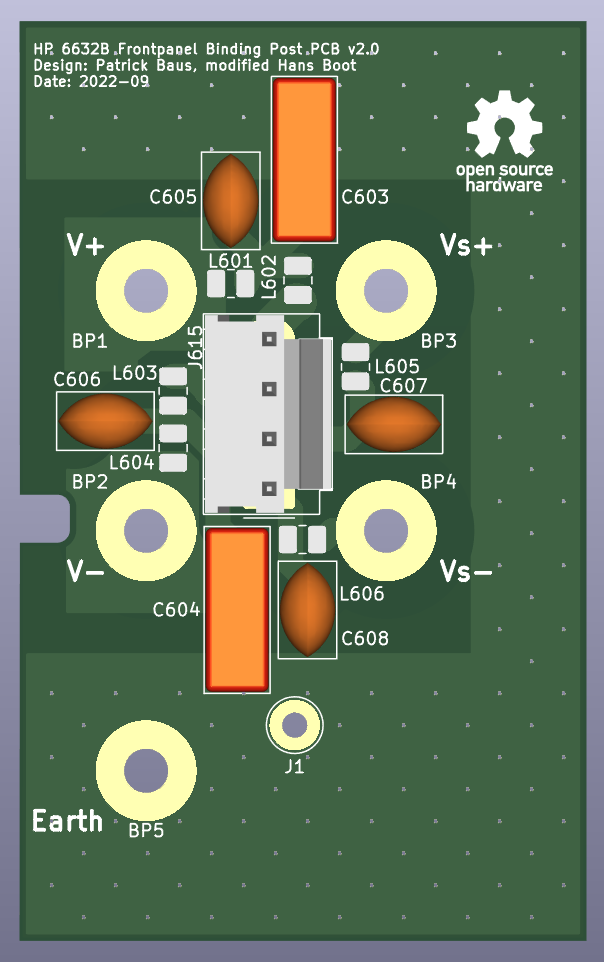 HP 6632B Frontpanel Binding Post PCB v2.0
Design: Patrick Baus, modified Hans Boot
Date: 2022-09
open source
hardware
C605
C603
V+
Vs+
L601
L602
BP1
J615
BP3
L603
L605
C606
C607
L604
BP2
BP4
V-
Vs-
L606
C604
C608
J1
Earth
BP5